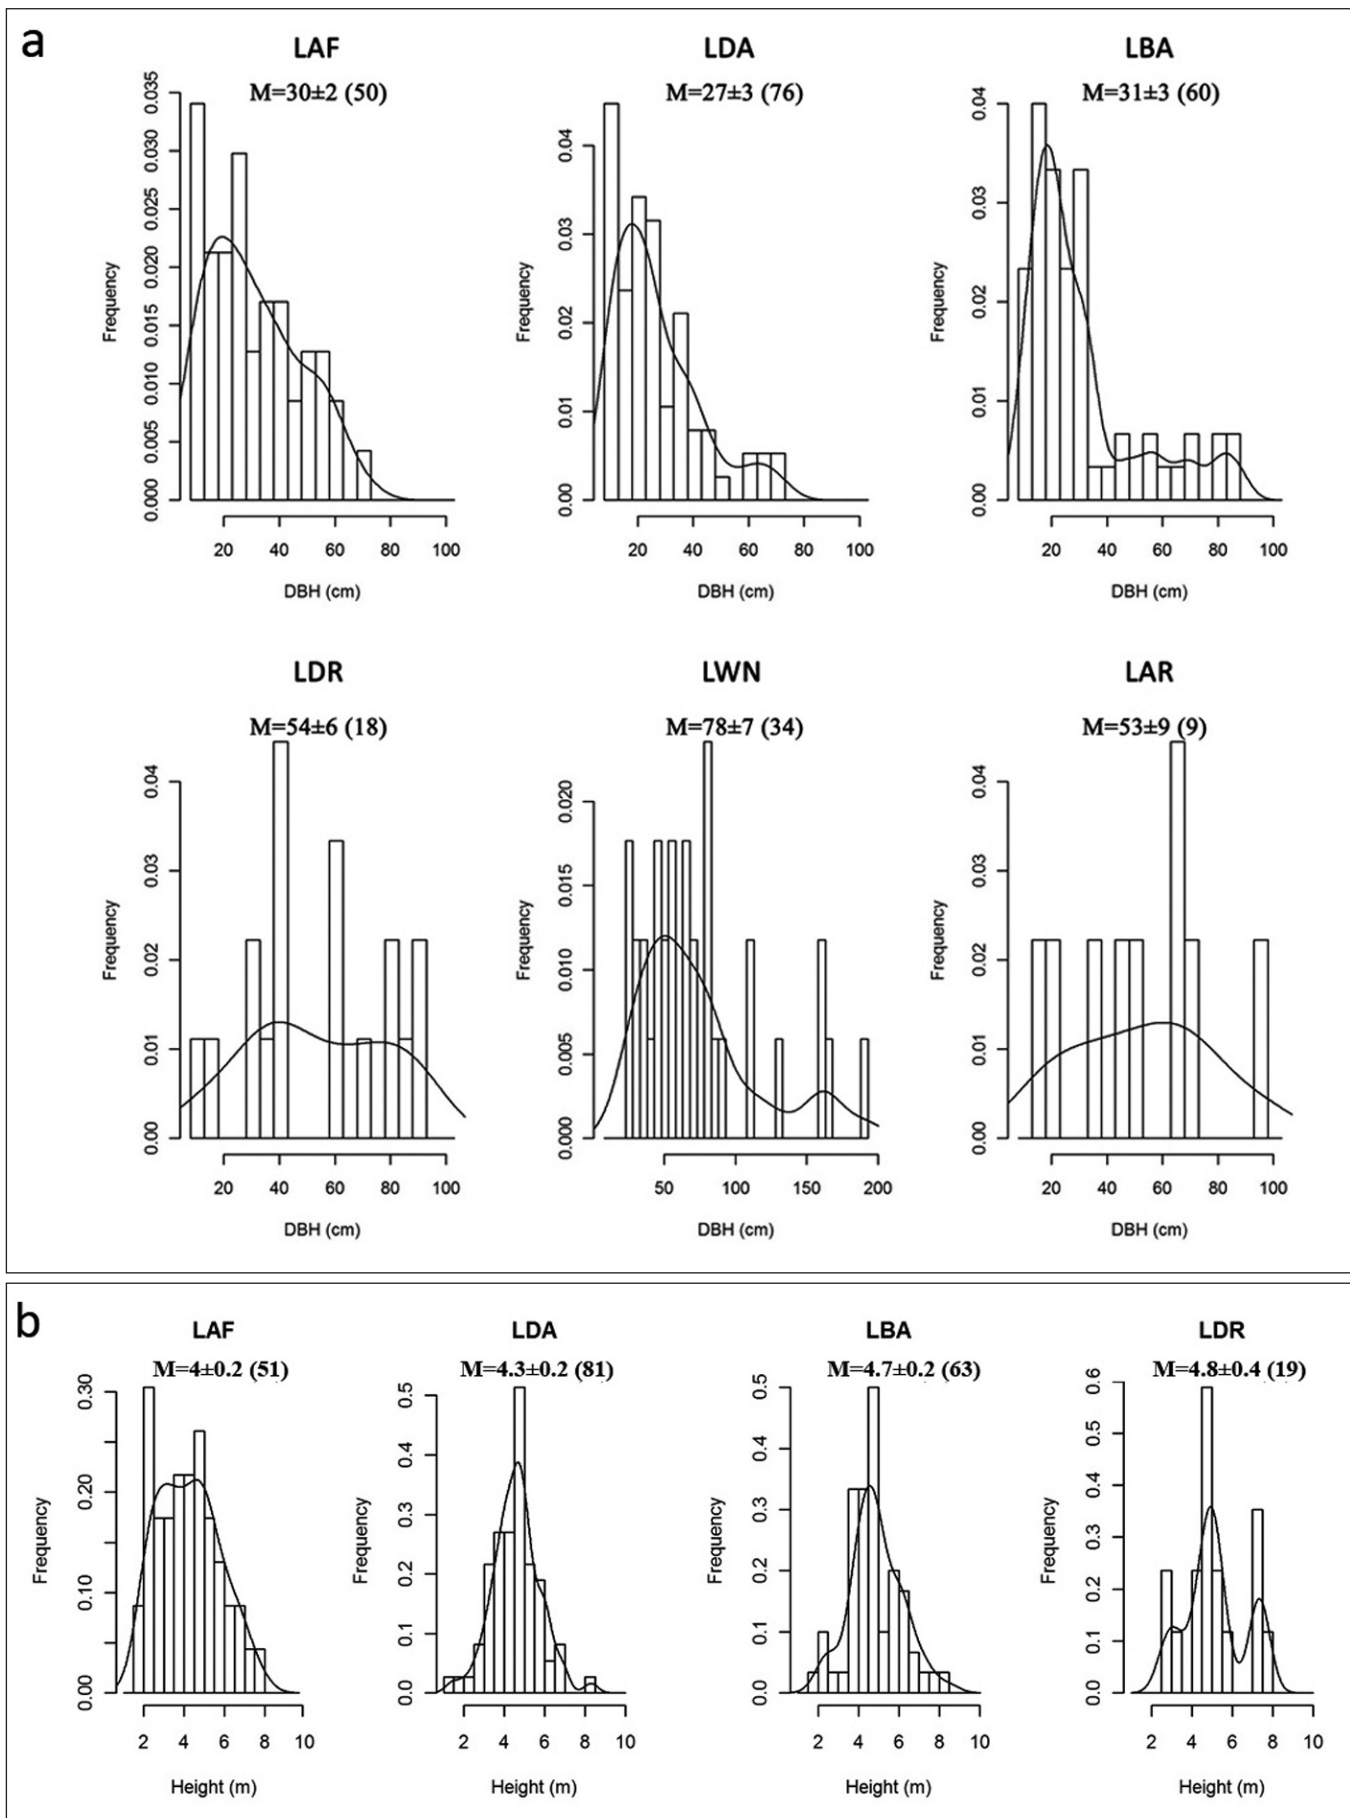 a
LAF
M=30±2 (50)
Frequency
0.000 0.005 0.010 0.015 0.020 0.025 0.030 0.035
20 40 60 80 100
DBH (cm)
LDA
M=27±3 (76)
Frequency
0.00 0.01 0.02 0.03 0.04
20 40 60 80 100
DBH (cm)
LBA
M=31±3 (60)
Frequency
0.00 0.01 0.02 0.03 0.04
20 40 60 80 100
DBH (cm)
LDR
M=54±6 (18)
Frequency
0.00 0.01 0.02 0.03 0.04
20 40 60 80 100
DBH (cm)
LWN
M=78±7 (34)
Frequency
0.000 0.005 0.010 0.015 0.020
50 100 150 200
DBH (cm)
LAR
M=53±9 (9)
Frequency
0.00 0.01 0.02 0.03 0.04
20 40 60 80 100
DBH (cm)
b
LAF
M=4±0.2 (51)
Frequency
0.00 0.10 0.20 0.30
2 4 6 8 10
Height (m)
LDA
M=4.3±0.2 (81)
Frequency
0.0 0.1 0.2 0.3 0.4 0.5
2 4 6 8 10
Height (m)
LBA
M=4.7±0.2 (63)
Frequency
0.0 0.1 0.2 0.3 0.4 0.5
2 4 6 8 10
Height (m)
LDR
M=4.8±0.4 (19)
Frequency
0.0 0.1 0.2 0.3 0.4 0.5 0.6
2 4 6 8 10
Height (m)